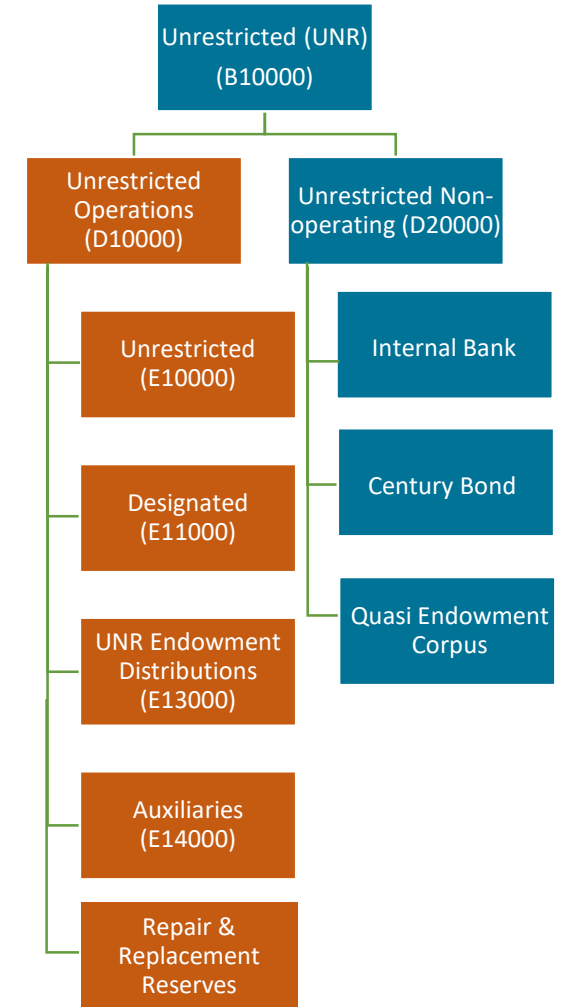 Unrestricted (UNR)
(B10000)
Unrestricted
Operations
(D10000)
Unrestricted Non-
operating (D20000)
Unrestricted
(E10000)
Designated
(E11000)
UNR Endowment
Distributions
(E13000)
Auxiliaries
(E14000)
Repair &
Replacement
Reserves
Internal Bank
Century Bond
Quasi Endowment
Corpus